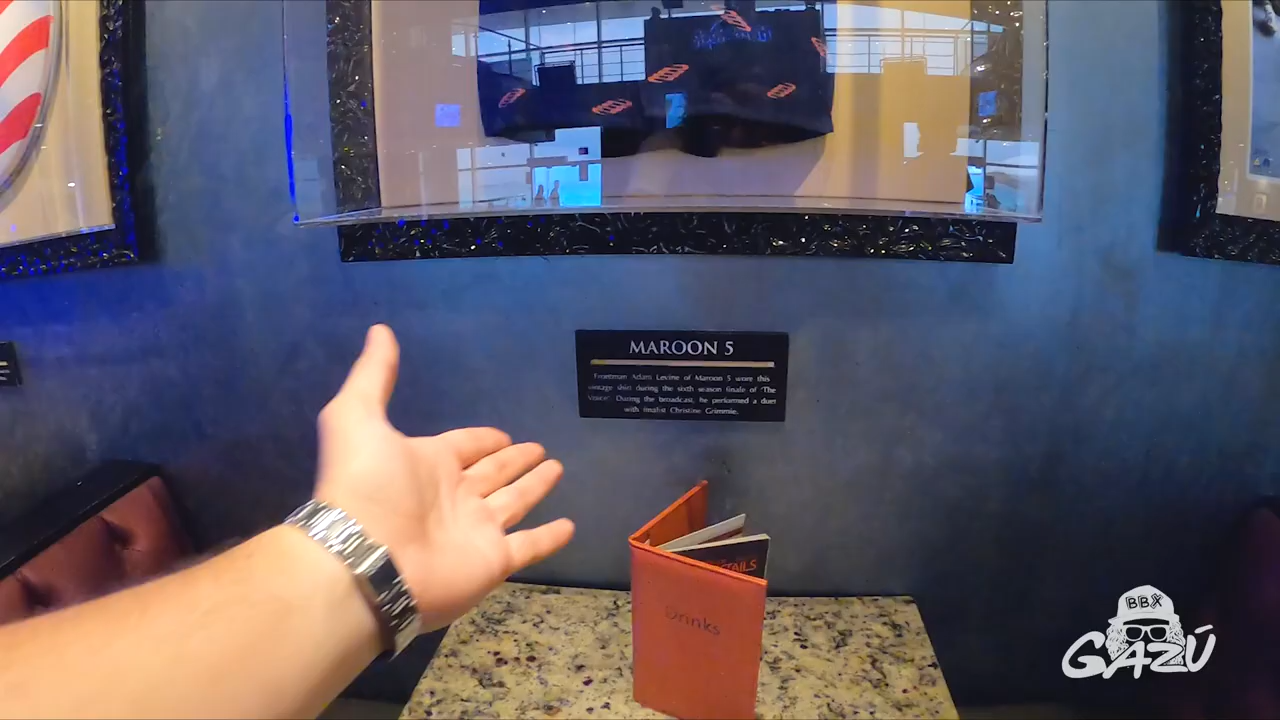 MAROON 5
Frontman Adam Levine of Maroon 5 wore this
vintage shirt during the sixth season finale of 'The
Voice'. During the broadcast, he performed a duet
with finalist Christina Grimmie.
TAILS
Drinks
BBX
GAZÚ